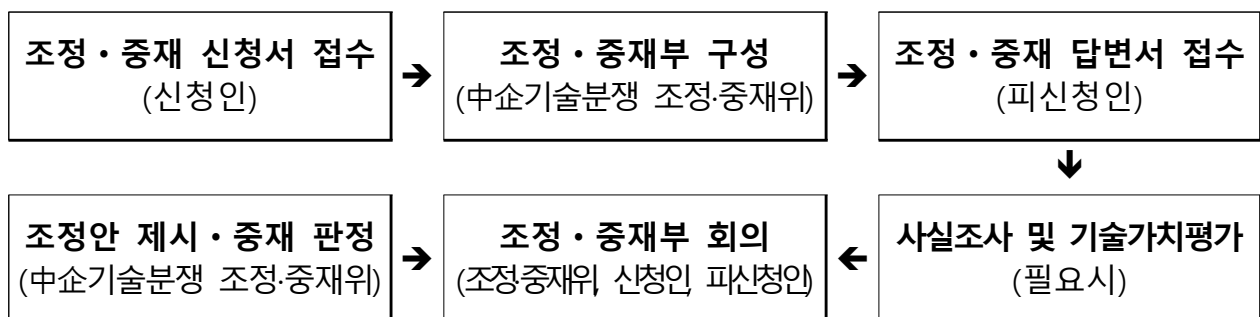 조정・중재 신청서 접수
(신청인)
➔
조정・중재부 구성
(中企기술분쟁 조정·중재위)
➔
조정・중재 답변서 접수
(피신청인)
🡻
사실조사 및 기술가치평가
(필요시)
🡸
조정・중재부 회의
(조정·중재위, 신청인, 피신청인)
➔
조정안 제시・중재 판정
(中企기술분쟁 조정·중재위)